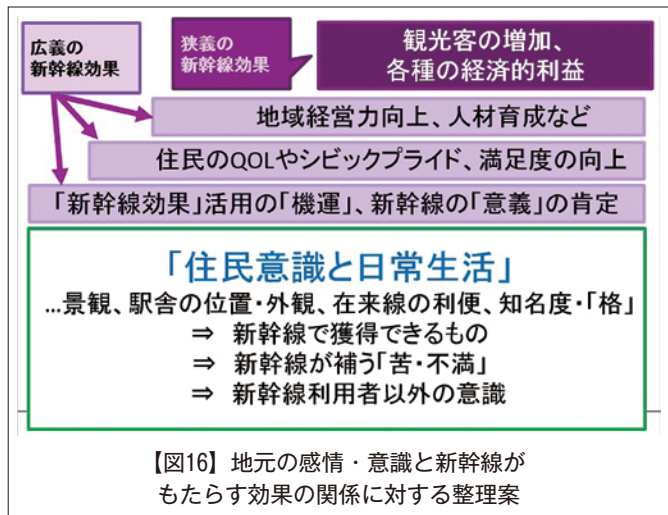 広義の
新幹線効果
狭義の
新幹線効果
観光客の増加、
各種の経済的利益
地域経営力向上、人材育成など
住民のQOLやシビックプライド、満足度の向上
「新幹線効果」活用の「機運」、新幹線の「意義」の肯定
「住民意識と日常生活」
…景観、駅舎の位置・外観、在来線の利便、知名度・「格」
⇒ 新幹線で獲得できるもの
⇒ 新幹線が補う「苦・不満」
⇒ 新幹線利用者以外の意識
【図16】地元の感情・意識と新幹線が
もたらす効果の関係に対する整理案